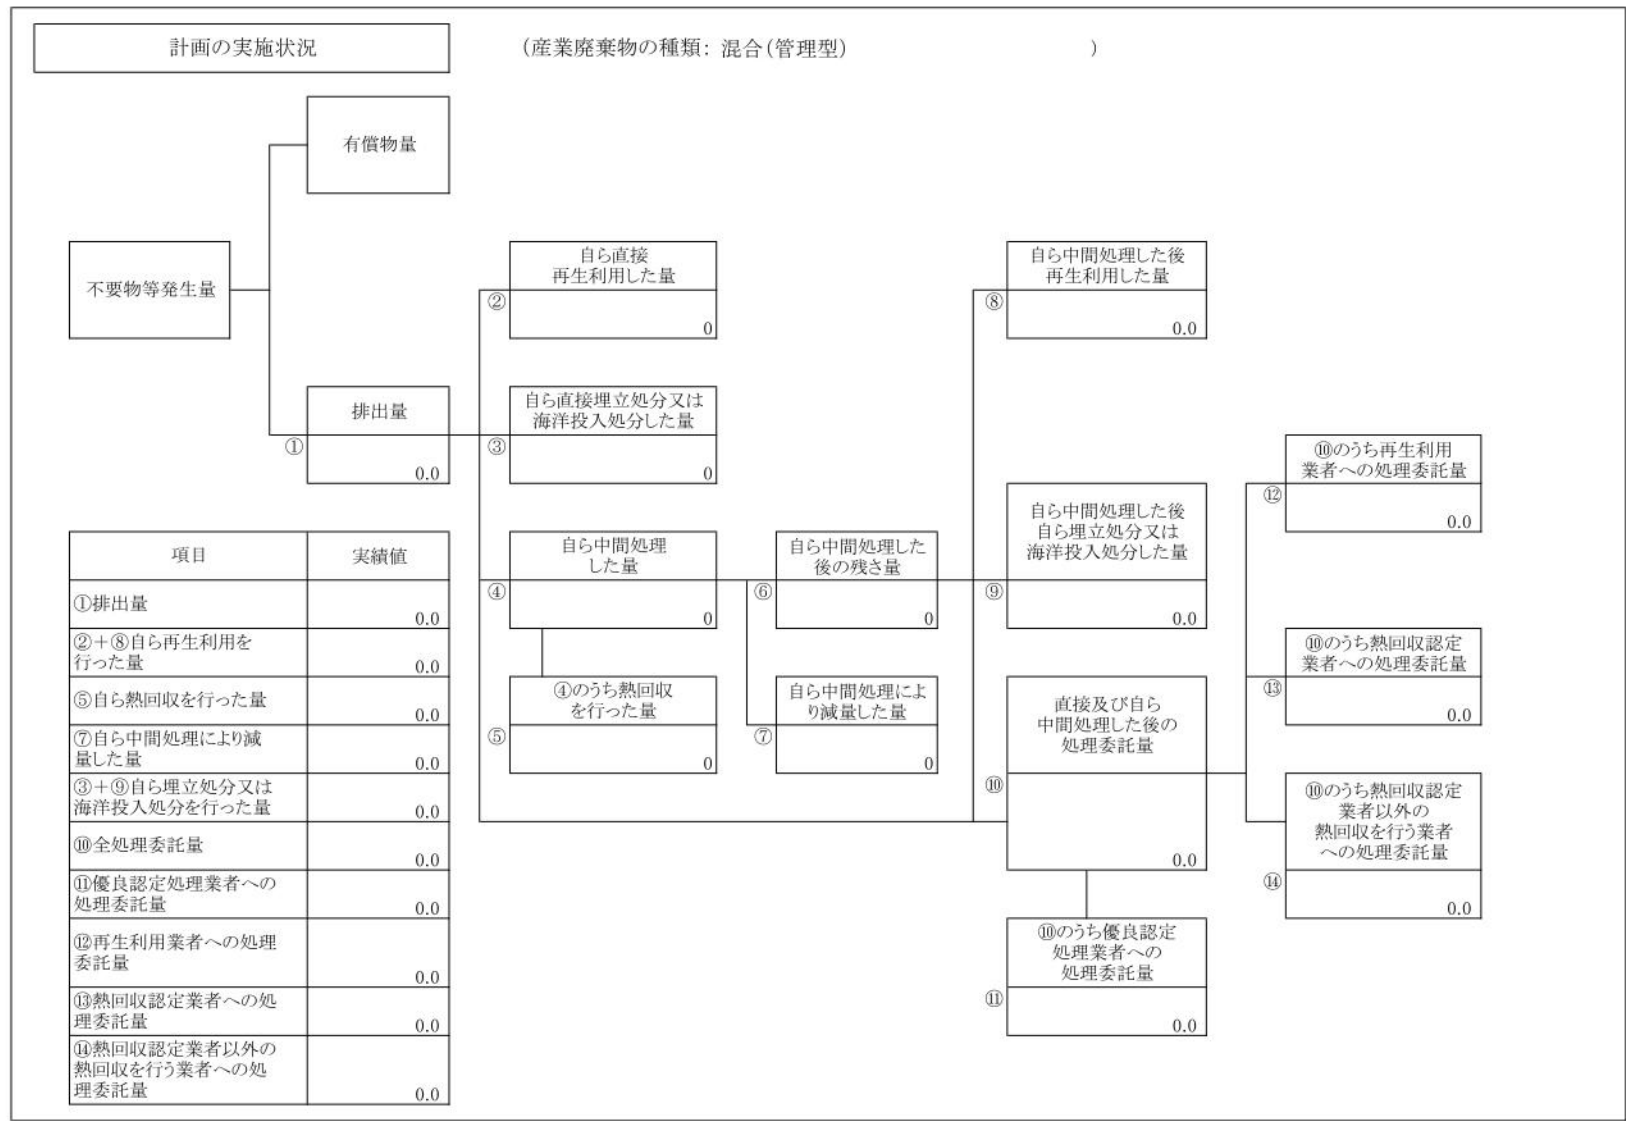 計画の実施状況
(産業廃棄物の種類: 混合(管理型) )
有償物量
不要物等発生量
自ら直接
再生利用した量
②
0
自ら中間処理した後
再生利用した量
⑧
0.0
排出量
①
0.0
自ら直接埋立処分又は
海洋投入処分した量
③
0
⑩のうち再生利用
業者への処理委託量
⑫
0.0
自ら中間処理
した量
④
0
自ら中間処理した
後の残さ量
⑥
0
自ら中間処理した後
自ら埋立処分又は
海洋投入処分した量
⑨
0.0
⑩のうち熱回収認定
業者への処理委託量
⑬
0.0
④のうち熱回収
を行った量
⑤
0
自ら中間処理によ
り減量した量
⑦
0
直接及び自ら
中間処理した後の
処理委託量
⑩
0.0
⑩のうち熱回収認定
業者以外の
熱回収を行う業者
への処理委託量
⑭
0.0
⑩のうち優良認定
処理業者への
処理委託量
⑪
0.0
項目 実績値
①排出量
0.0
②+⑧自ら再生利用を
行った量 0.0
⑤自ら熱回収を行った量
0.0
⑦自ら中間処理により減
量した量 0.0
③+⑨自ら埋立処分又は
海洋投入処分を行った量 0.0
⑩全処理委託量
0.0
⑪優良認定処理業者への
処理委託量 0.0
⑫再生利用業者への処理
委託量
0.0
⑬熱回収認定業者への処
理委託量 0.0
⑭熱回収認定業者以外の
熱回収を行う業者への処
理委託量 0.0